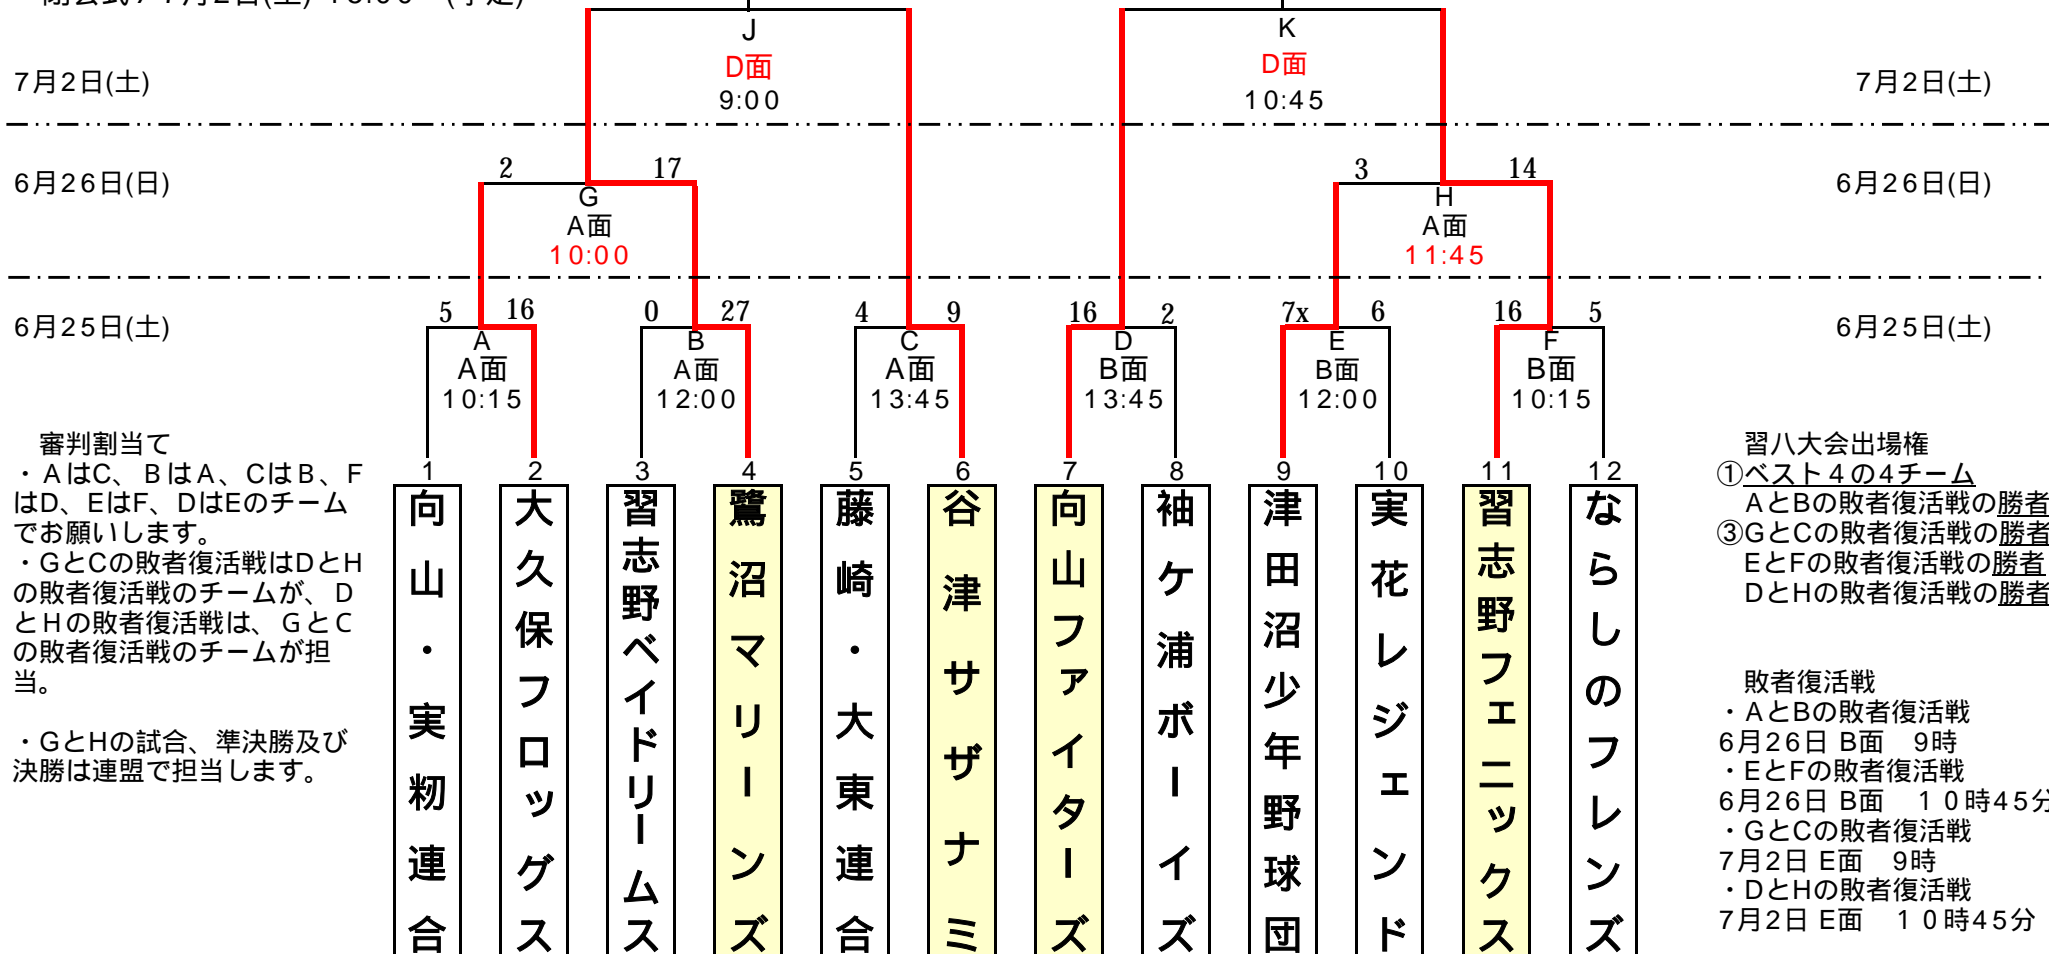 J
K
D面
D面
7月2日(土)
9:00
10:45
7月2日(土)
2
17
3
14
6月26日(日)
G
H
6月26日(日)
A面
A面
10:00
11:45
5
16
0
27
4
9
16
2
7x
6
16
5
6月25日(土)
6月25日(土)
A
B
C
D
E
F
A面
A面
A面
B面
B面
B面
10:15
12:00
13:45
13:45
12:00
10:15
審判割当て
・AはC、BはA、CはB、F
はD、EはF、DはEのチーム
でお願いします。
・GとCの敗者復活戦はDとH
の敗者復活戦のチームが、D
とHの敗者復活戦は、GとC
の敗者復活戦のチームが担
当。
・GとHの試合、準決勝及び
決勝は連盟で担当します。
1
2
3
4
5
6
7
8
9
10
11
12
向山・実籾連合
大久保フロッグス
習志野ベイドリームス
鷺沼マリーンズ
藤崎・大東連合
谷津サザナミ
向山ファイターズ
袖ケ浦ボーイズ
津田沼少年野球団
実花レジェンド
習志野フェニックス
ならしのフレンズ
習八大会出場権
①ベスト４の4チーム
AとBの敗者復活戦の勝者
③GとCの敗者復活戦の勝者
EとFの敗者復活戦の勝者
DとHの敗者復活戦の勝者
敗者復活戦
・AとBの敗者復活戦
6月26日 B面　9時
・EとFの敗者復活戦
6月26日 B面　１０時45分
・GとCの敗者復活戦
7月2日 E面　9時
・DとHの敗者復活戦
7月2日 E面　１０時45分